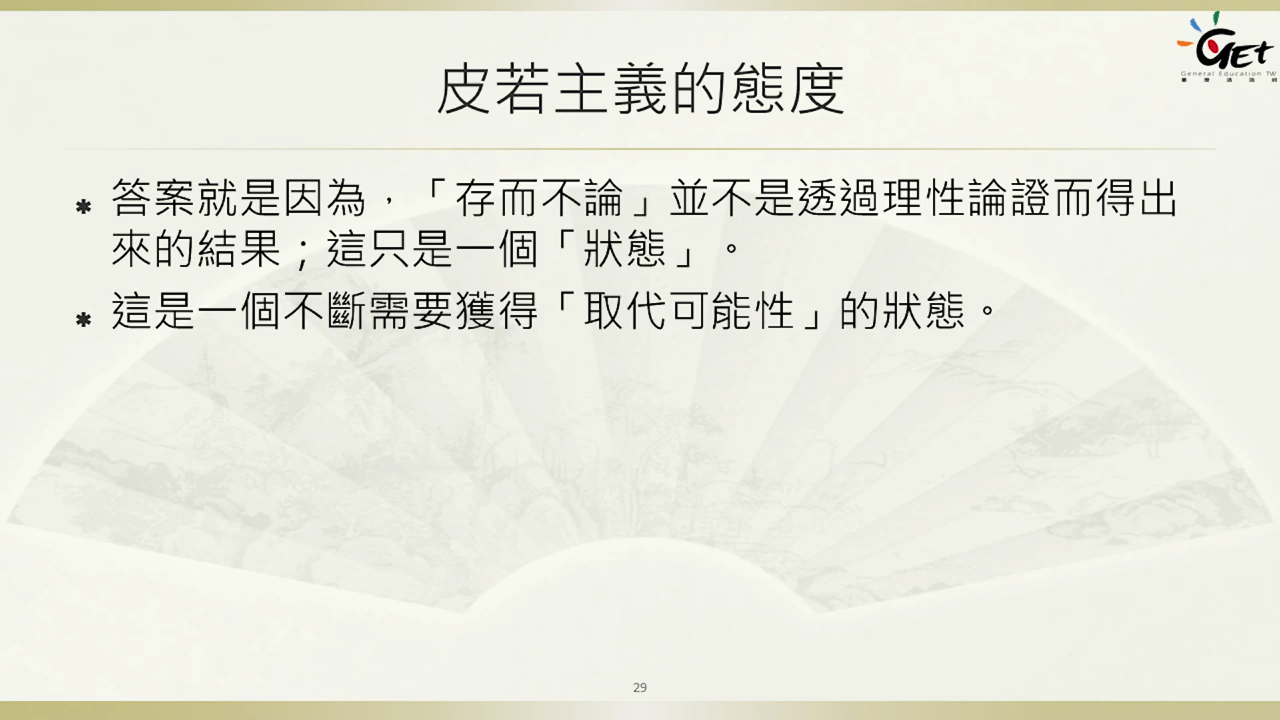 GET
General Education TW
皮若主義的態度
答案就是因為，「存而不論」並不是透過理性論證而得出
來的結果；這只是一個「狀態」。
這是一個不斷需要獲得「取代可能性」的狀態。
29